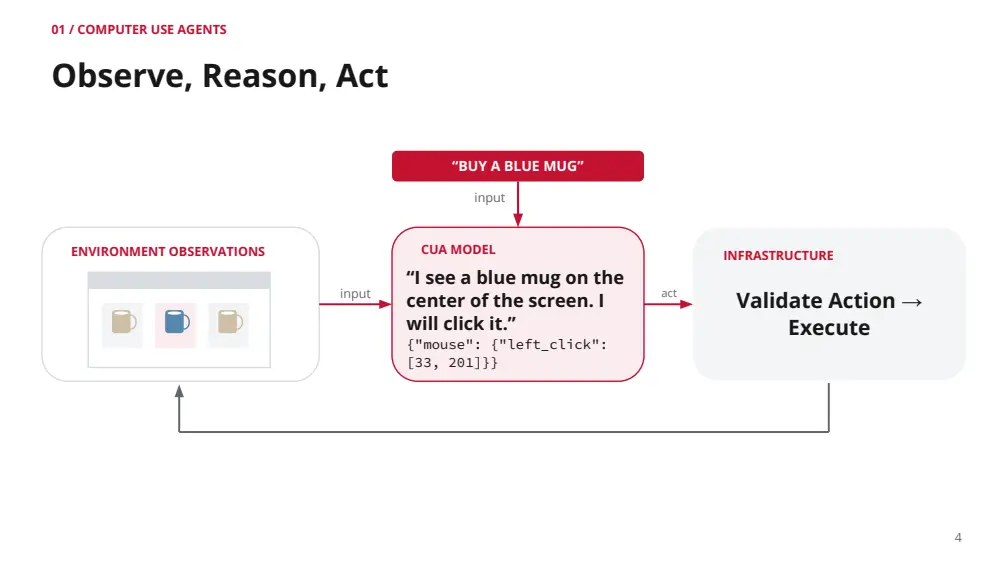 01 / COMPUTER USE AGENTS
Observe, Reason, Act
“BUY A BLUE MUG”
input
ENVIRONMENT OBSERVATIONS
input
CUA MODEL
“I see a blue mug on the
center of the screen. I
will click it.”
{"mouse": {"left_click":
[33, 201]}}
act
INFRASTRUCTURE
Validate Action →
Execute
4